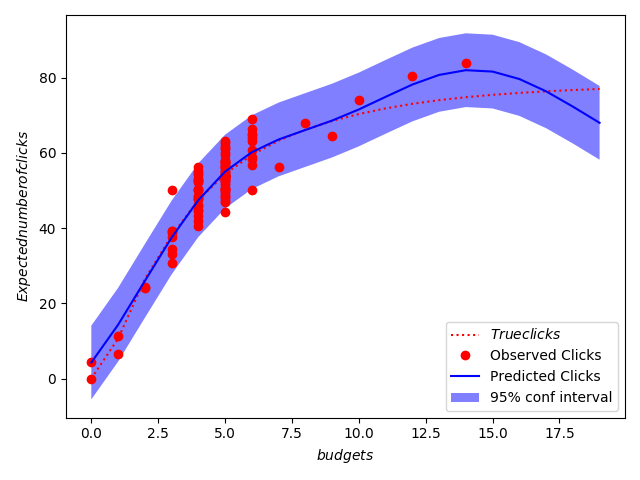 Expectednumberofclicks
80
60
40
20
0
0.0 2.5 5.0 7.5 10.0 12.5 15.0 17.5
budgets
Trueclicks
Observed Clicks
Predicted Clicks
95% conf interval